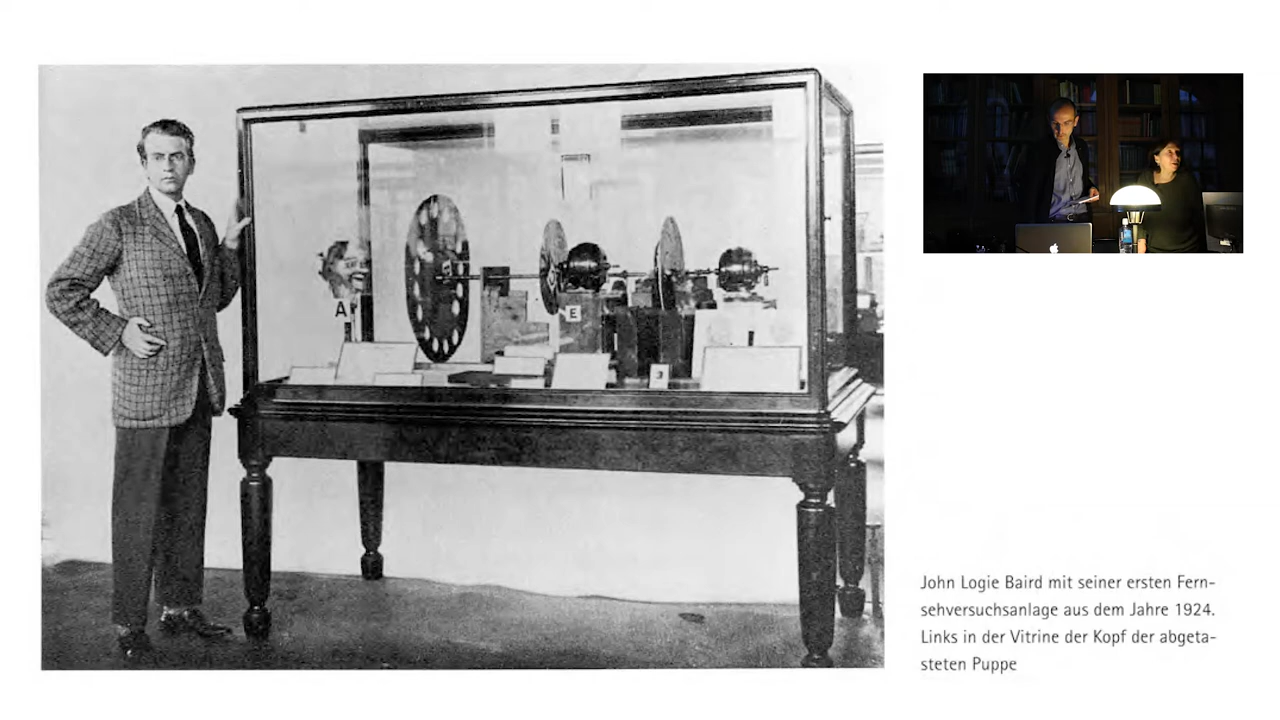 A
E
3
John Logie Baird mit seiner ersten Fern-
sehversuchsanlage aus dem Jahre 1924.
Links in der Vitrine der Kopf der abgeta-
steten Puppe